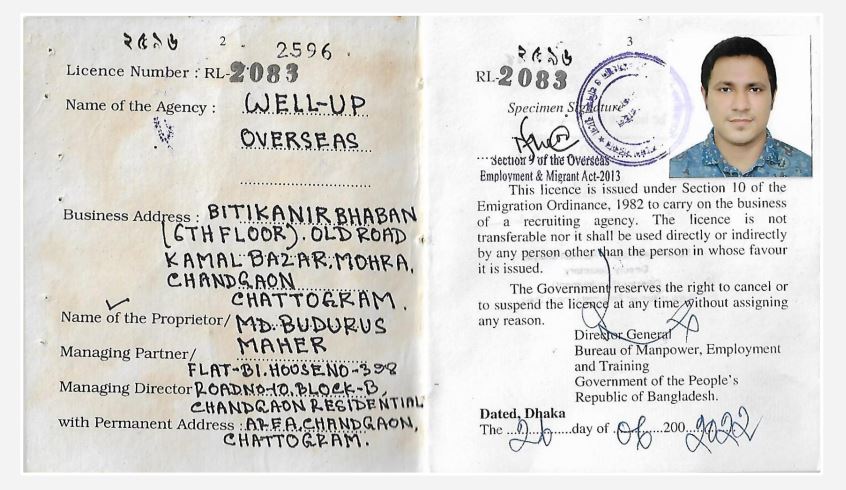 ২৫৯৬
2
2596
Licence Number : RL-2083
Name of the Agency : WELL-UP
OVERSEAS
Business Address : BITIKANIR BHABAN
(6TH FLOOR). OLD ROAD
KAMAL BAZAR, MOHRA,
CHANDGAON
CHATTOGRAM.
Name of the Proprietor/ MD. BUDURUS
MAHER
Managing Partner/
FLAT-B1. HOOSE NO-398
Managing Director ROAD NO-10, BLOCK-B,
CHANDGAON RESIDENTIAL
with Permanent Address : AREA, CHANDGAON,
CHATTOGRAM.
২৫৯৬
3
RL-2083
Specimen Signature
Section 9 of the Overseas
Employment & Migrant Act-2013
This licence is issued under Section 10 of the
Emigration Ordinance, 1982 to carry on the business
of a recruiting agency. The licence is not
transferable nor it shall be used directly or indirectly
by any person other than the person in whose favour
it is issued.
The Government reserves the right to cancel or
to suspend the licence at any time without assigning
any reason.
Director General
Bureau of Manpower, Employment
and Training
Government of the People's
Republic of Bangladesh.
Dated, Dhaka
The ...26...day of .06....200...2022